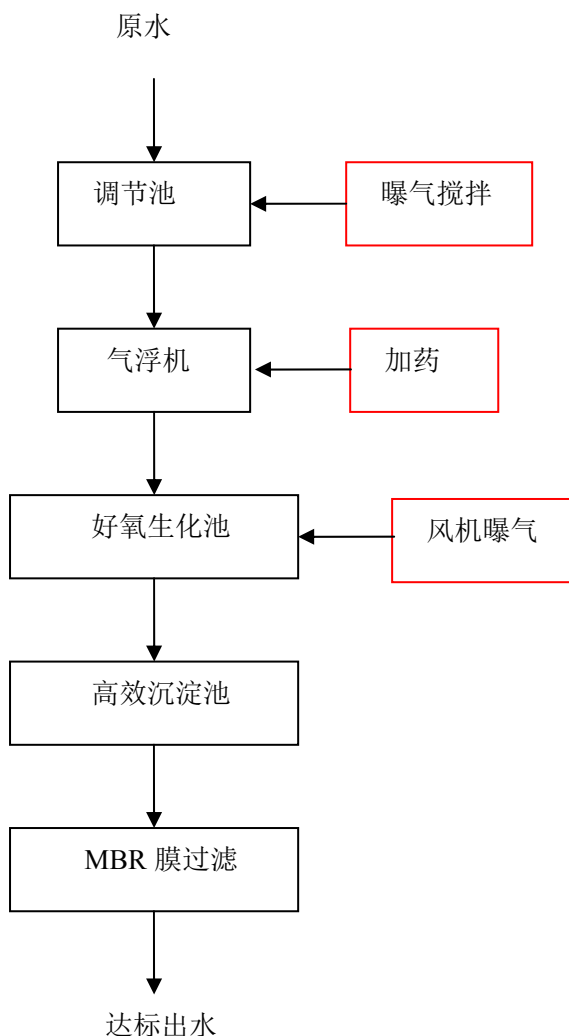 原水
调节池
曝气搅拌
气浮机
加药
好氧生化池
风机曝气
高效沉淀池
MBR 膜过滤
达标出水